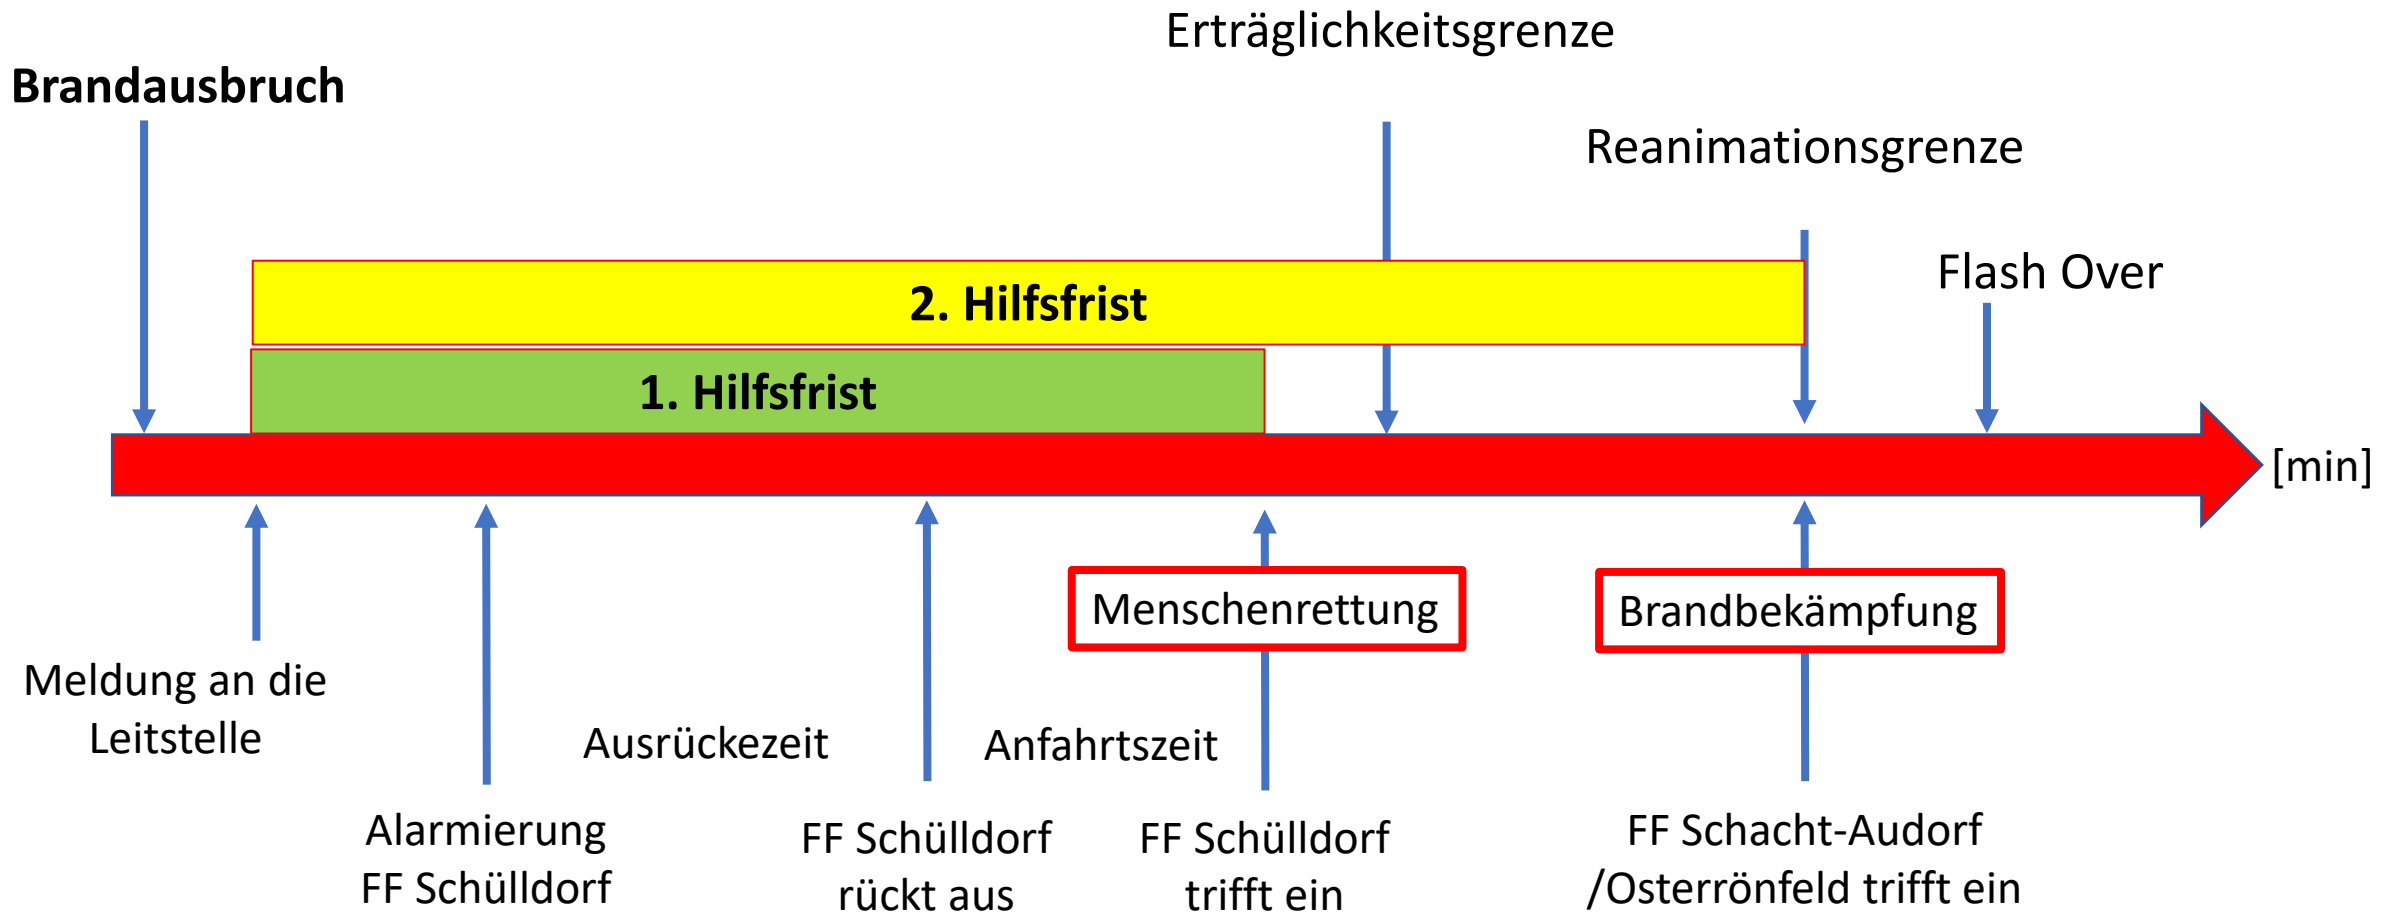 Erträglichkeitsgrenze
Brandausbruch
Reanimationsgrenze
Flash Over
2. Hilfsfrist
1. Hilfsfrist
[min]
Menschenrettung
Brandbekämpfung
Meldung an die
Leitstelle
Ausrückezeit
Anfahrtszeit
Alarmierung
FF Schülldorf
FF Schülldorf
rückt aus
FF Schülldorf
trifft ein
FF Schacht-Audorf
/Osterrönfeld trifft ein